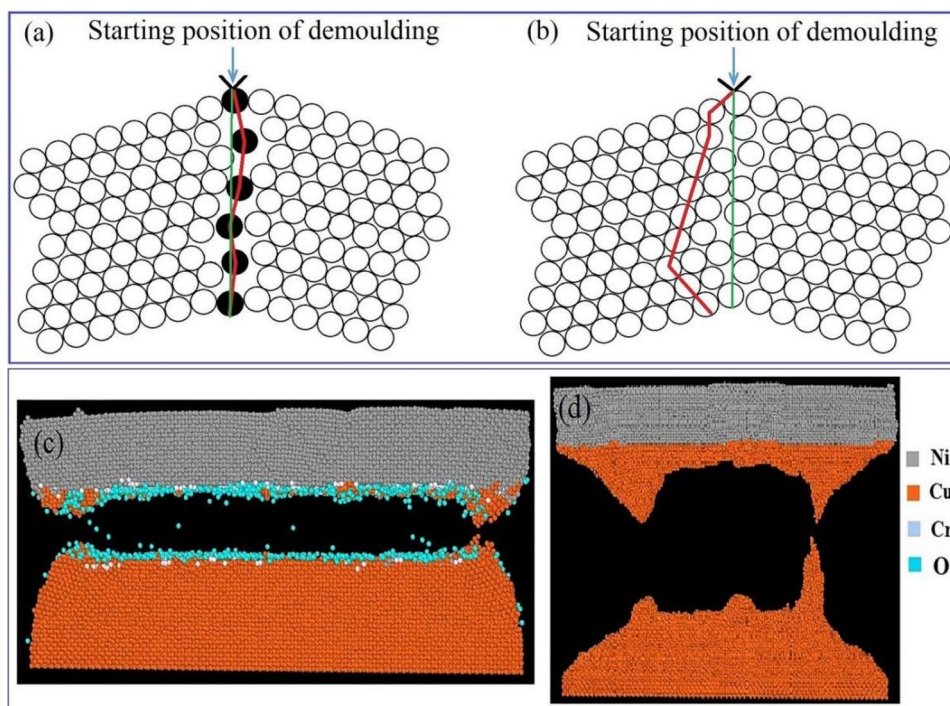 (a) Starting position of demoulding
(b) Starting position of demoulding
(c)
(d)
Ni
Cu
Cr
O